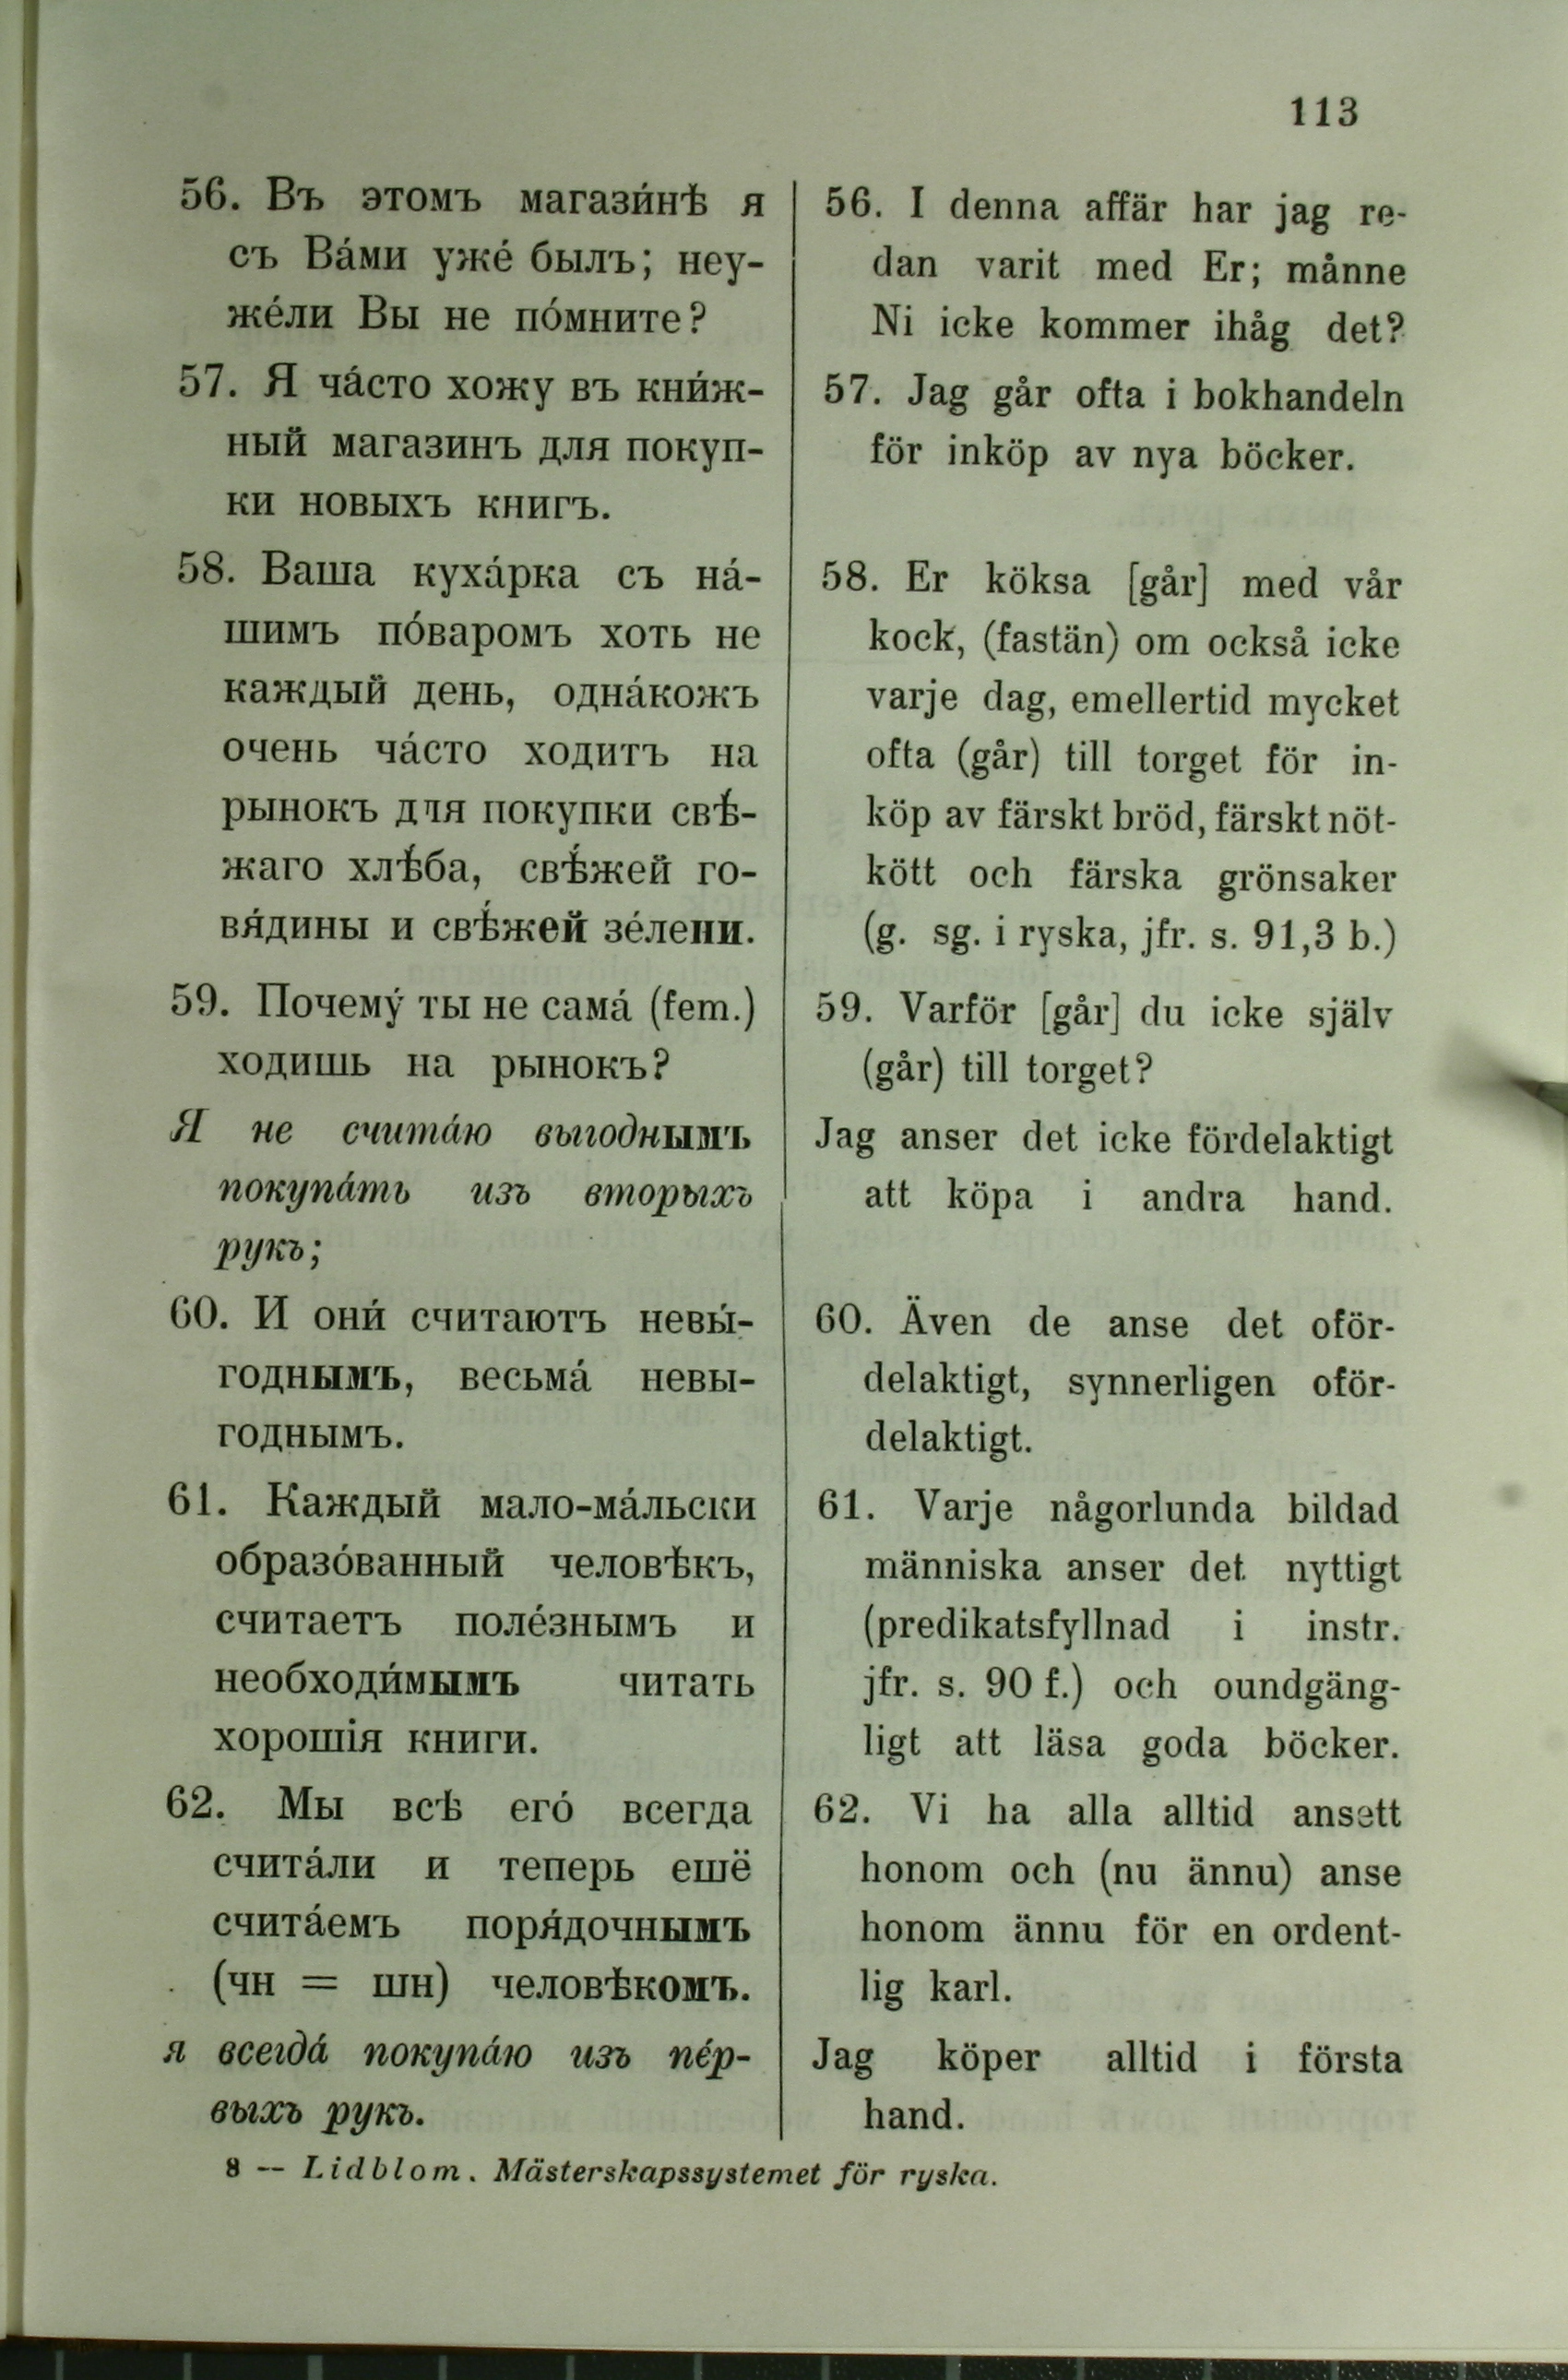 113
56. Въ этомъ магази́нѣ я
съ Ва́ми уже́ былъ; неу-
же́ли Вы не по́мните?
57. Я ча́сто хожу въ кни́ж-
ный магазинъ для покуп-
ки новыхъ книгъ.
58. Ваша куха́рка съ на́-
шимъ по́варомъ хоть не
каждый день, одна́кожъ
очень ча́сто ходитъ на
рынокъ для покупки свѣ́-
жаго хлѣ́ба, свѣ́жей го-
вя́дины и свѣ́жей зе́лени.
59. Почему́ ты не сама́ (fem.)
ходишь на рынокъ?
Я не счита́ю выгоднымъ
покупа́ть изъ вторыхъ
рукъ;
60. И они́ считаютъ невы́-
годнымъ, весьма́ невы-
годнымъ.
61. Каждый мало-ма́льски
образо́ванный человѣкъ,
считаетъ поле́знымъ и
необходи́мымъ читать
хорошія книги.
62. Мы всѣ его́ всегда
счита́ли и теперь ешё
счита́емъ поря́дочнымъ
(чн = шн) человѣкомъ.
я всегда́ покупа́ю изъ пе́р-
выхъ рукъ.
56. I denna affär har jag re-
dan varit med Er; månne
Ni icke kommer ihåg det?
57. Jag går ofta i bokhandeln
för inköp av nya böcker.
58. Er köksa [går] med vår
kock, (fastän) om också icke
varje dag, emellertid mycket
ofta (går) till torget för in-
köp av färskt bröd, färskt nöt-
kött och färska grönsaker
(g. sg. i ryska, jfr. s. 91,3 b.)
59. Varför [går] du icke själv
(går) till torget?
Jag anser det icke fördelaktigt
att köpa i andra hand.
60. Även de anse det oför-
delaktigt, synnerligen oför-
delaktigt.
61. Varje någorlunda bildad
människa anser det nyttigt
(predikatsfyllnad i instr.
jfr. s. 90 f.) och oundgäng-
ligt att läsa goda böcker.
62. Vi ha alla alltid ansett
honom och (nu ännu) anse
honom ännu för en ordent-
lig karl.
Jag köper alltid i första
hand.
8 — Lidblom. Mästerskapssystemet för ryska.